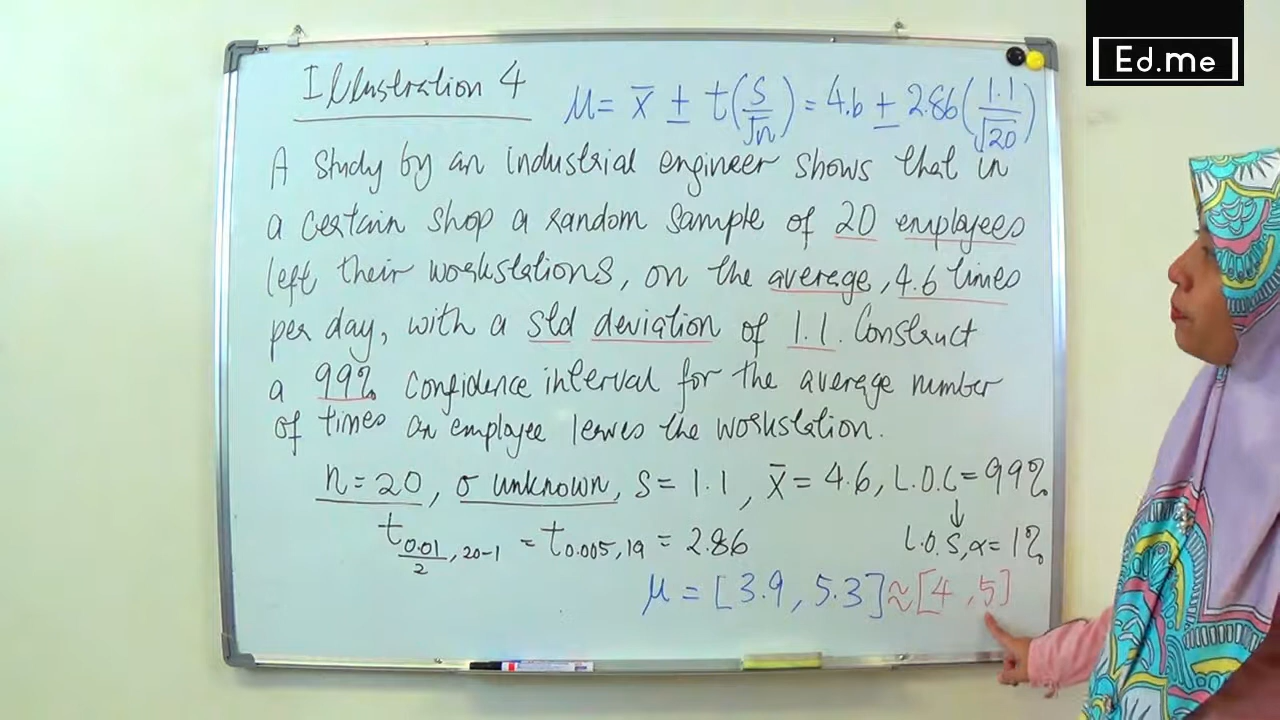 Ed.me
Illustration 4
μ = x̄ ± t(s/√n) = 4.6 ± 2.86(1.1/√20)
A study by an industrial engineer shows that in
a certain shop a random sample of 20 employees
left their workstations, on the average, 4.6 times
per day, with a std deviation of 1.1. Construct
a 99% confidence interval for the average number
of times an employee leaves the workstation.
n = 20, σ unknown, s = 1.1, x̄ = 4.6, L.O.C = 99%
↓
t 0.01/2, 20-1 = t 0.005, 19 = 2.86 L.O.S, α = 1%
μ = [3.9, 5.3] ≈ [4, 5]